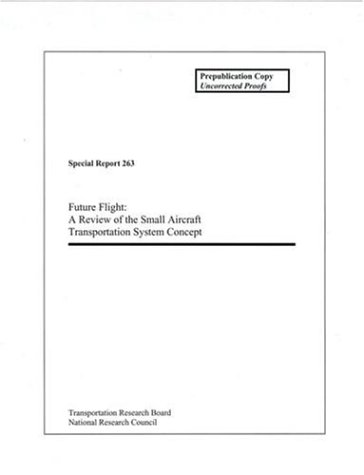 Prepublication Copy
Uncorrected Proofs
Special Report 263
Future Flight:
A Review of the Small Aircraft
Transportation System Concept
Transportation Research Board
National Research Council